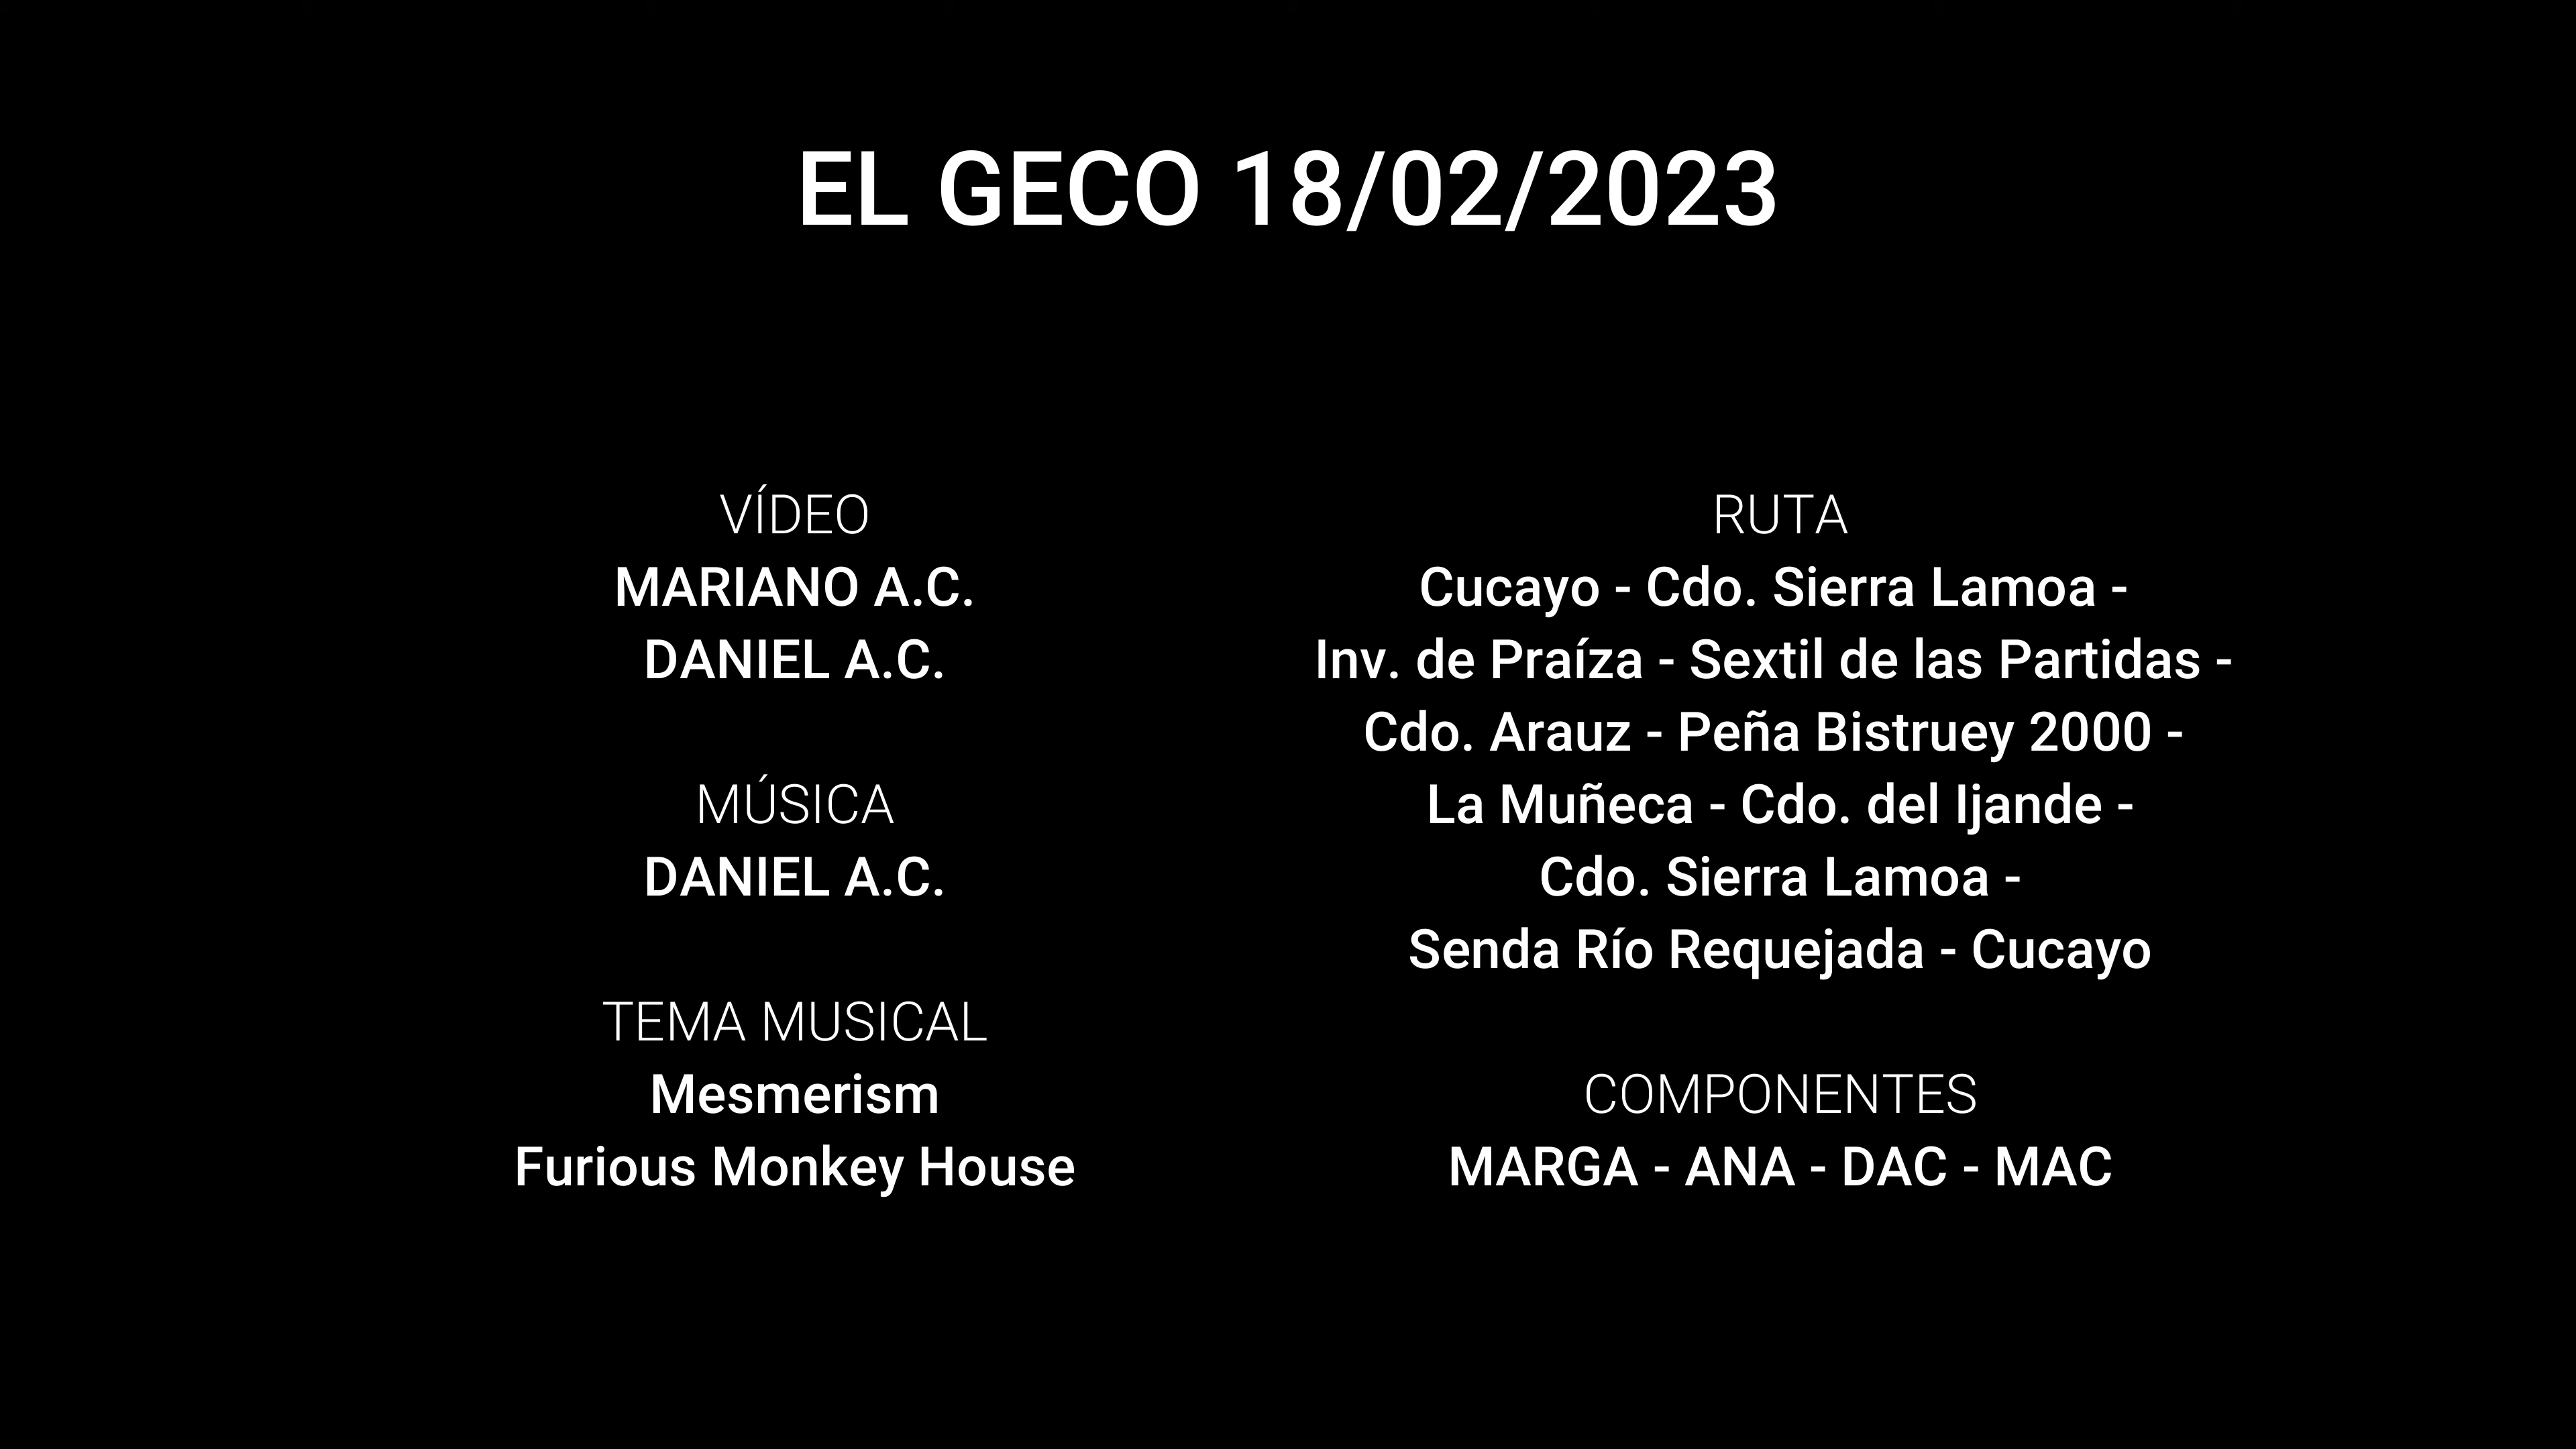 EL GECO 18/02/2023
VÍDEO
MARIANO A.C.
DANIEL A.C.
MÚSICA
DANIEL A.C.
TEMA MUSICAL
Mesmerism
Furious Monkey House
RUTA
Cucayo - Cdo. Sierra Lamoa -
Inv. de Praíza - Sextil de las Partidas -
Cdo. Arauz - Peña Bistruey 2000 -
La Muñeca - Cdo. del Ijande -
Cdo. Sierra Lamoa -
Senda Río Requejada - Cucayo
COMPONENTES
MARGA - ANA - DAC - MAC